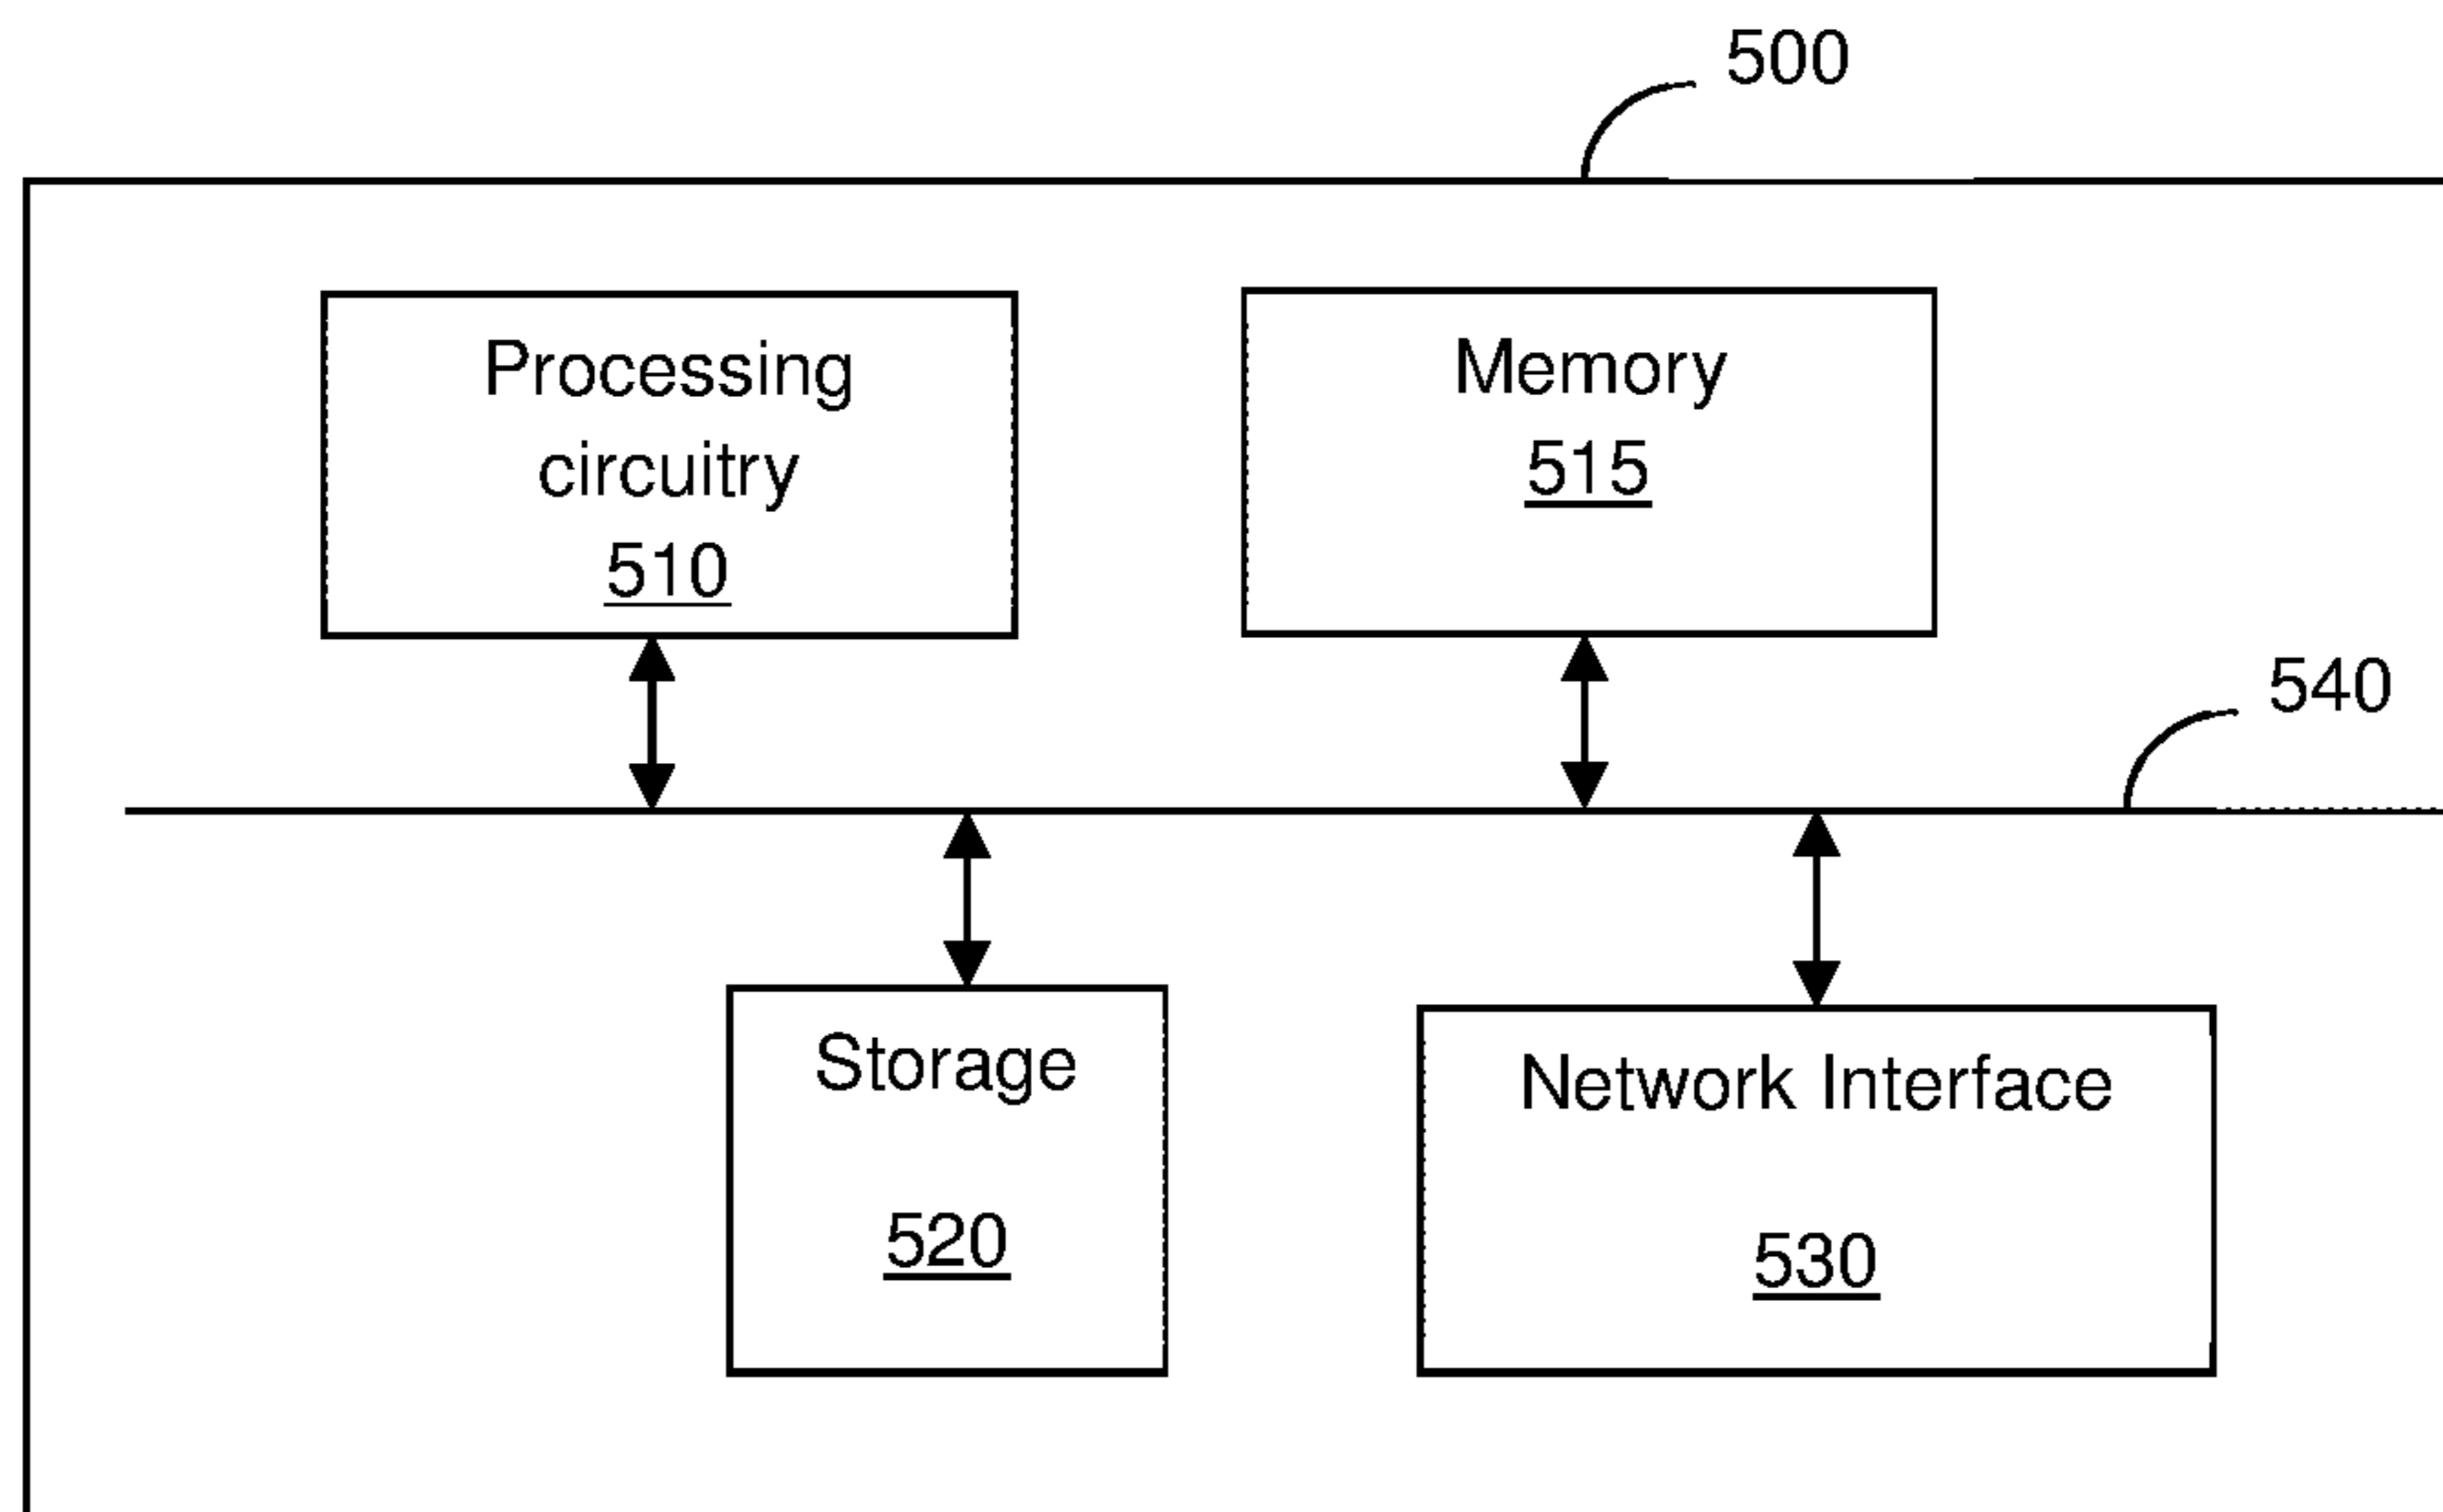 500
Processing
circuitry
510
Memory
515
540
Storage
520
Network Interface
530